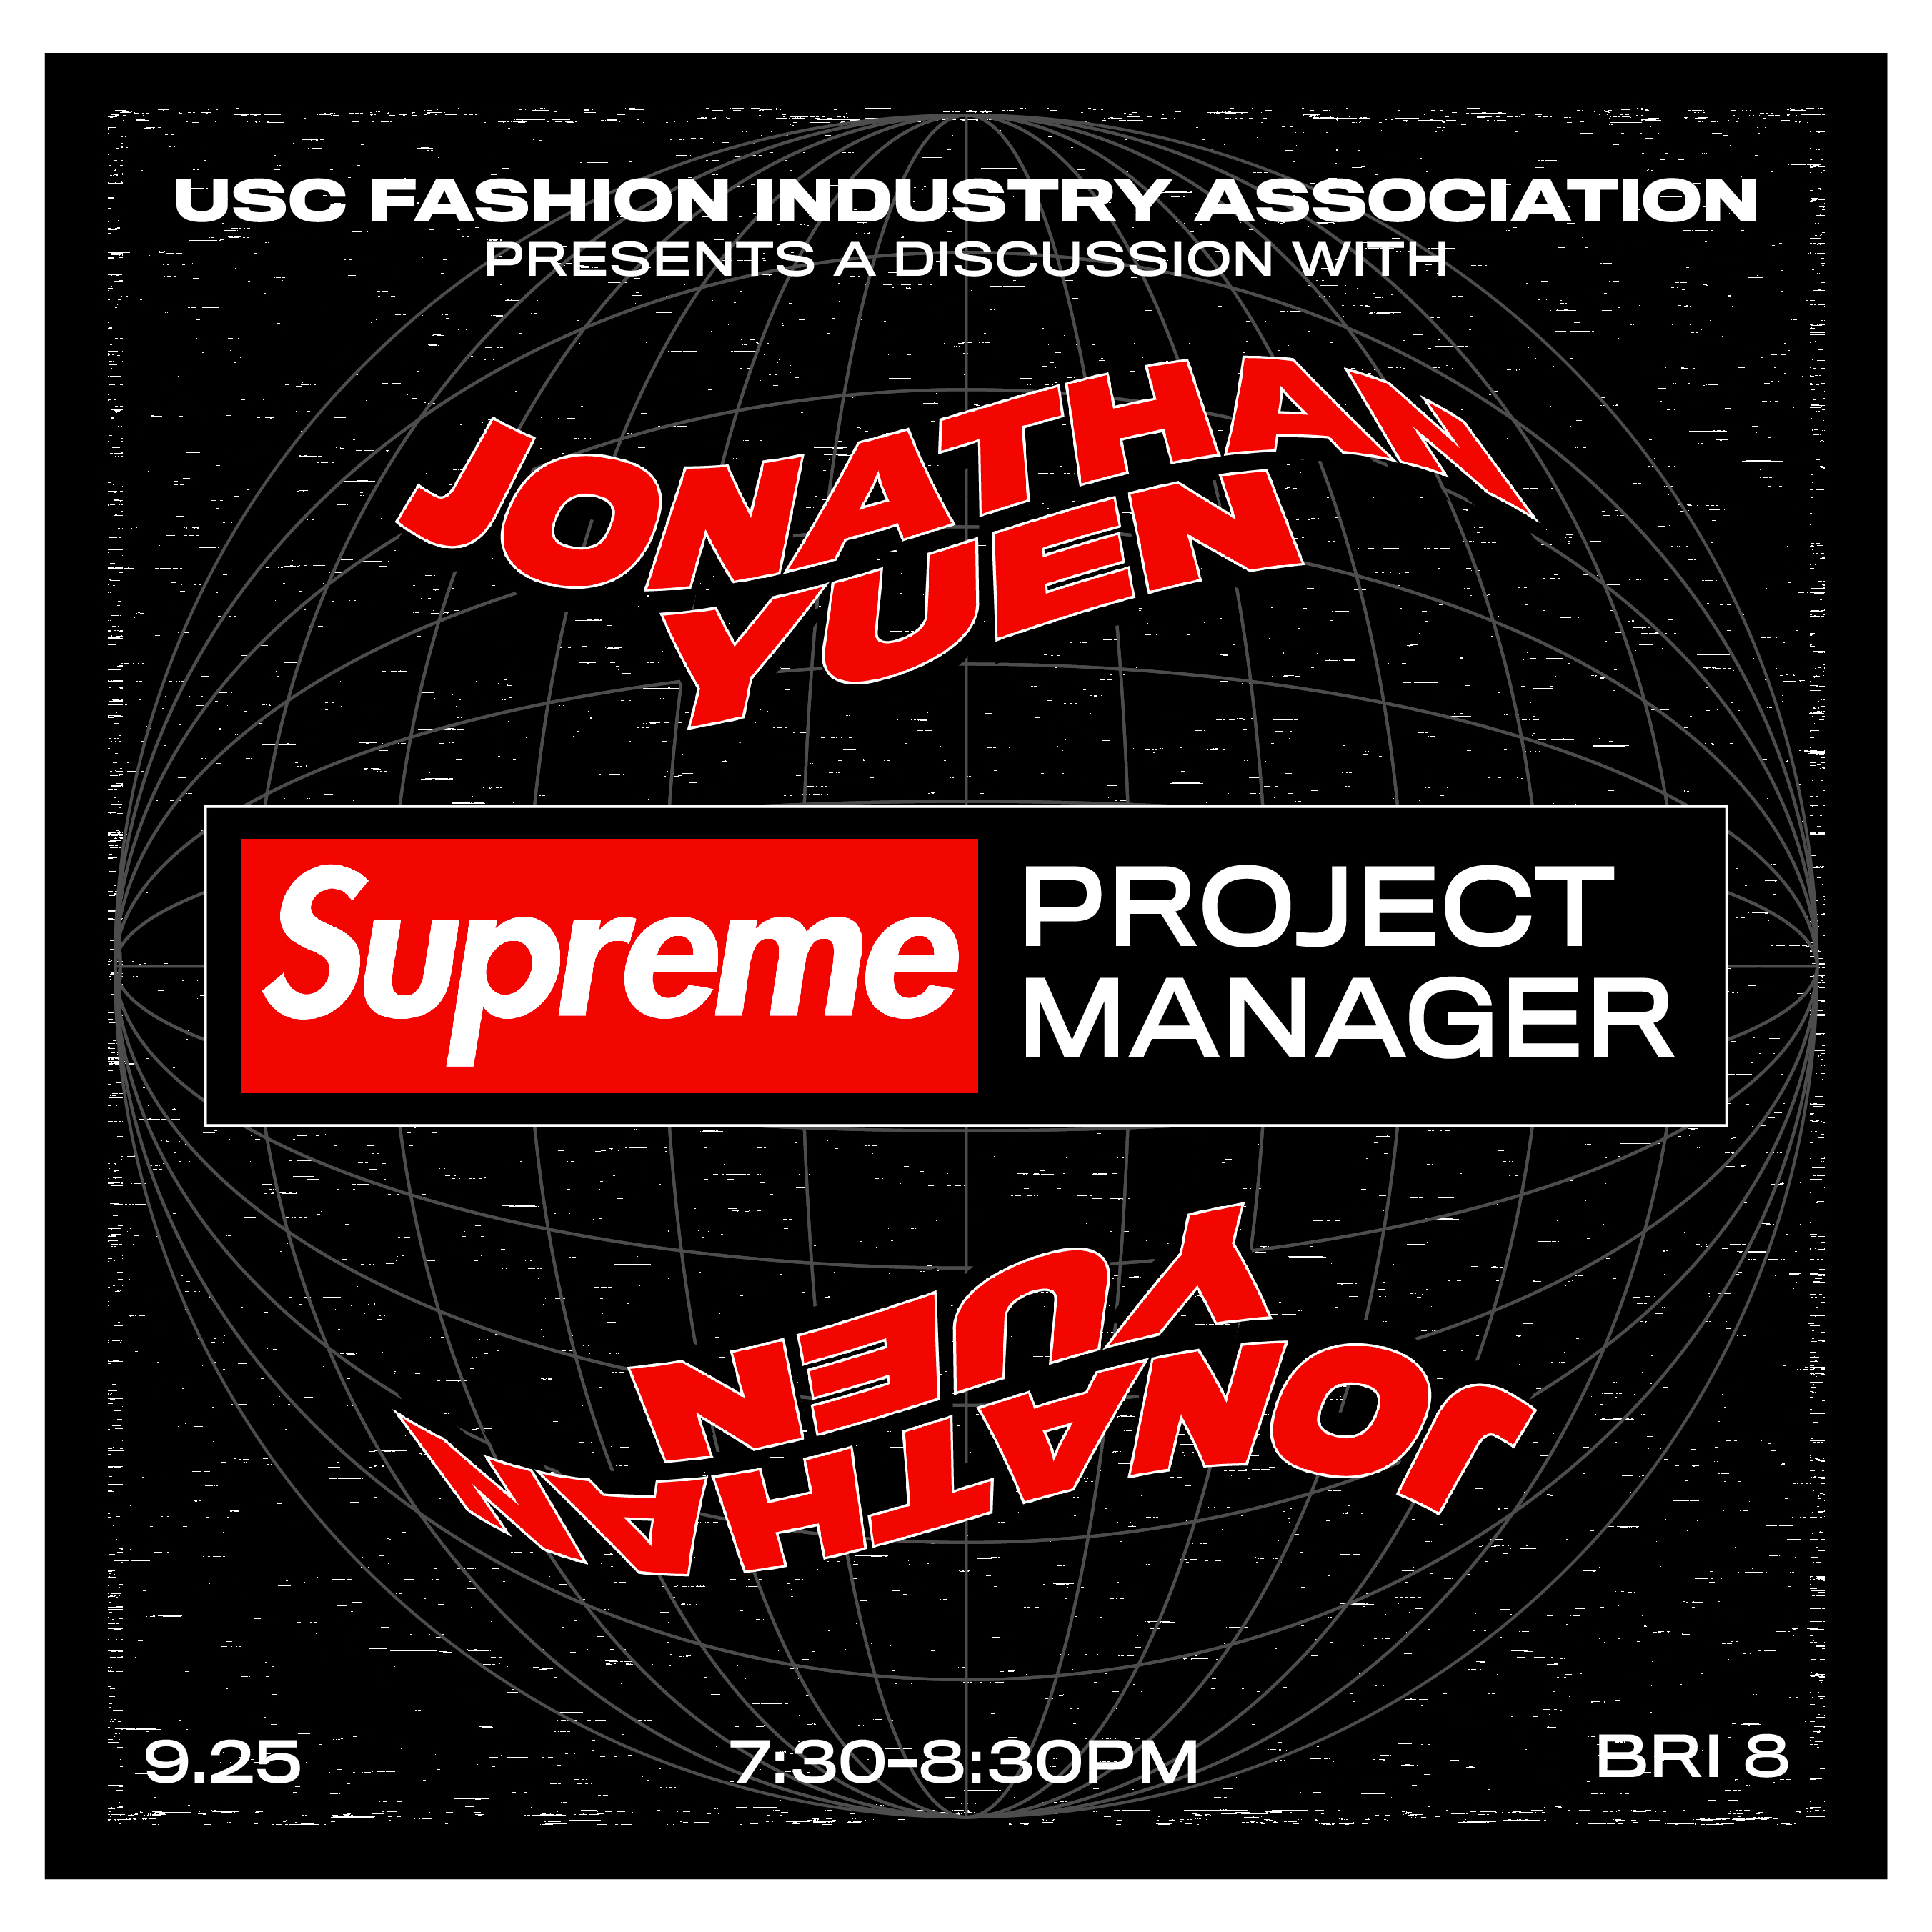 USC FASHION INDUSTRY ASSOCIATION
PRESENTS A DISCUSSION WITH
JONATHAN
YUEN
Supreme
PROJECT
MANAGER
JONATHAN
YUEN
9.25
7:30-8:30PM
BRI 8